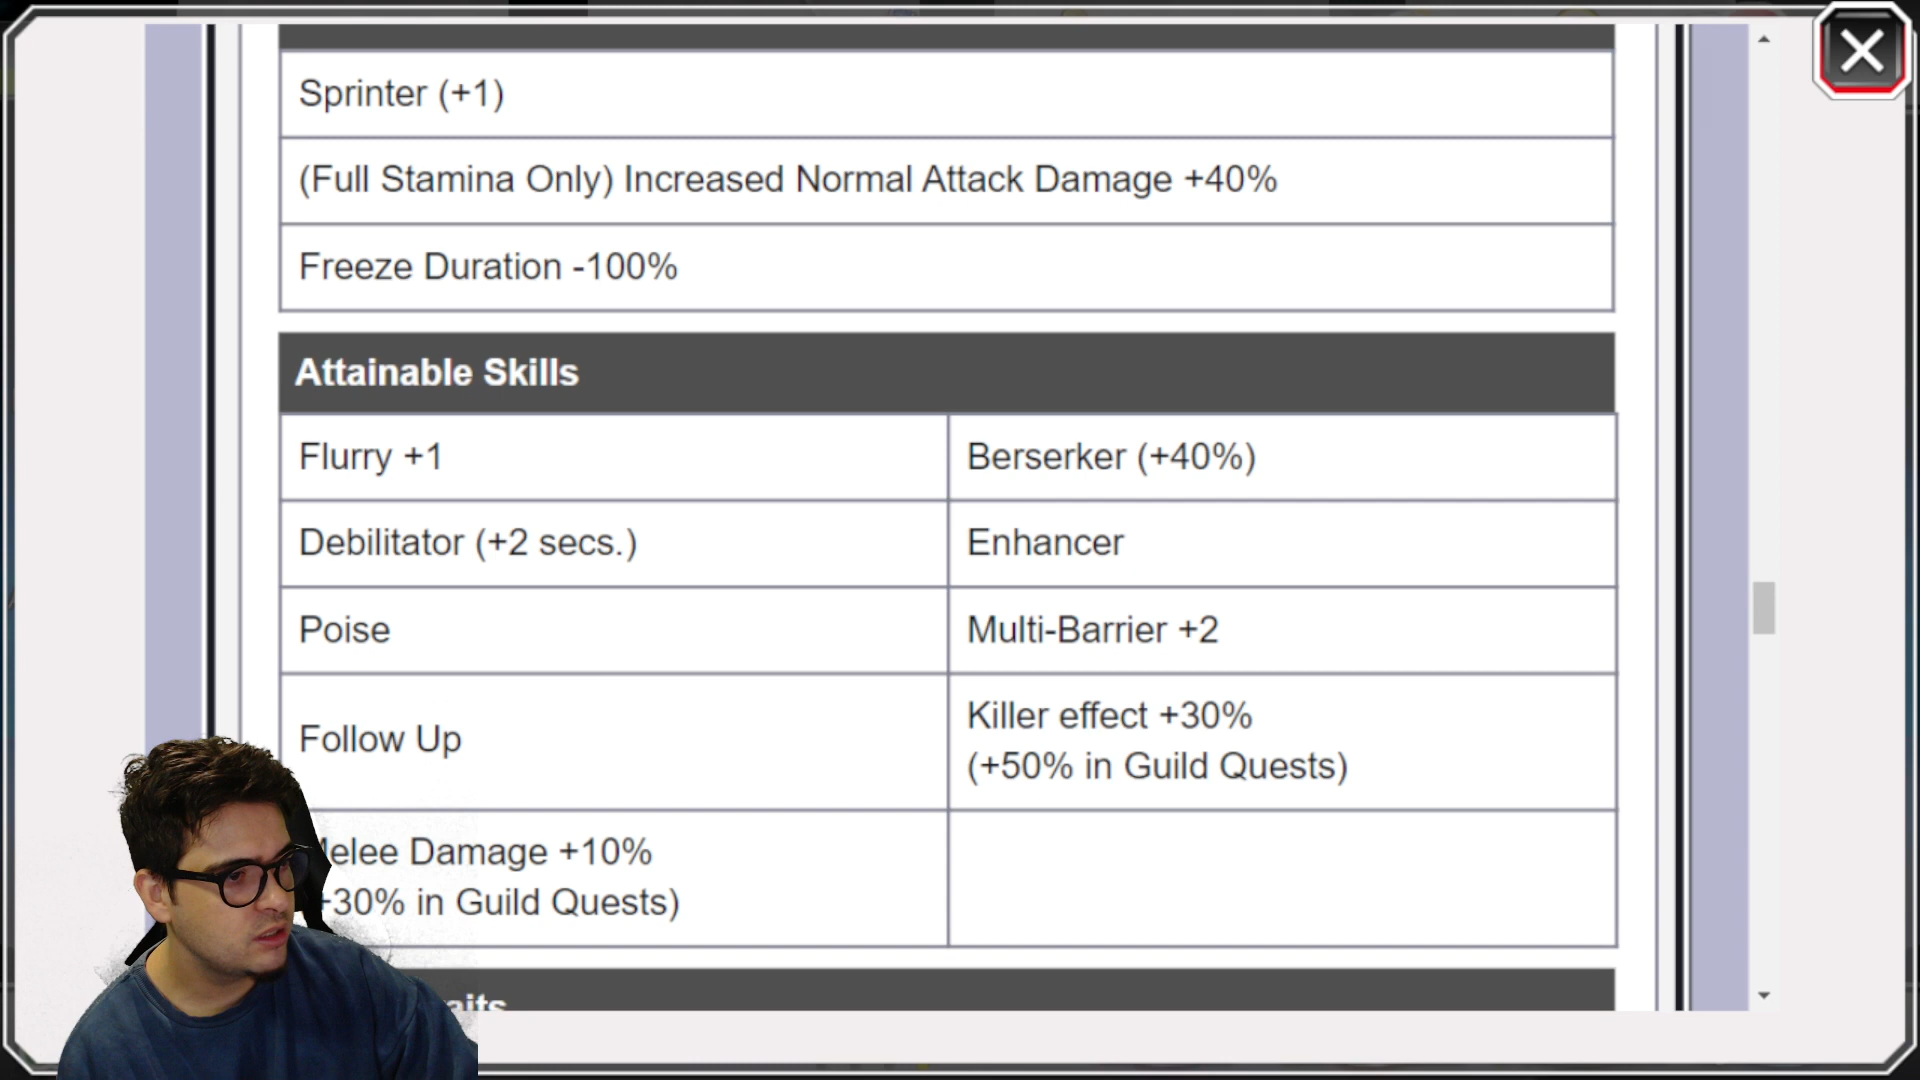 Sprinter (+1)
(Full Stamina Only) Increased Normal Attack Damage +40%
Freeze Duration -100%
Attainable Skills
Flurry +1
Berserker (+40%)
Debilitator (+2 secs.)
Enhancer
Poise
Multi-Barrier +2
Follow Up
Killer effect +30%
(+50% in Guild Quests)
Melee Damage +10%
+30% in Guild Quests)